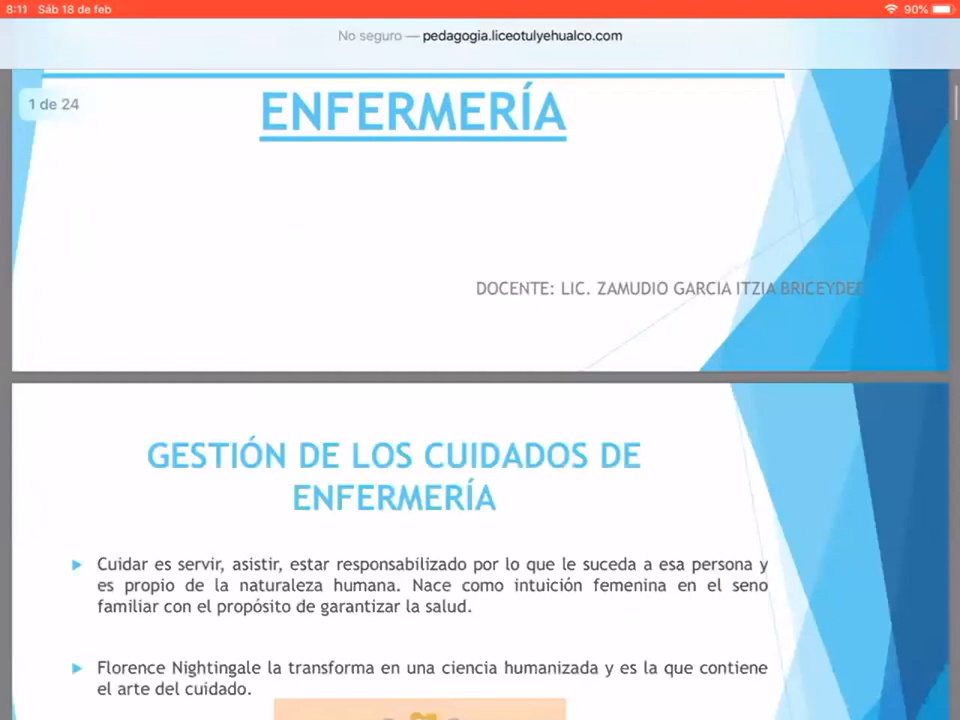 8:11 Sáb 18 de feb 90%
No seguro — pedagogia.liceotulyehualco.com
1 de 24
ENFERMERÍA
DOCENTE: LIC. ZAMUDIO GARCIA ITZIA BRICEYDEE
GESTIÓN DE LOS CUIDADOS DE
ENFERMERÍA
Cuidar es servir, asistir, estar responsabilizado por lo que le suceda a esa persona y
es propio de la naturaleza humana. Nace como intuición femenina en el seno
familiar con el propósito de garantizar la salud.
Florence Nightingale la transforma en una ciencia humanizada y es la que contiene
el arte del cuidado.